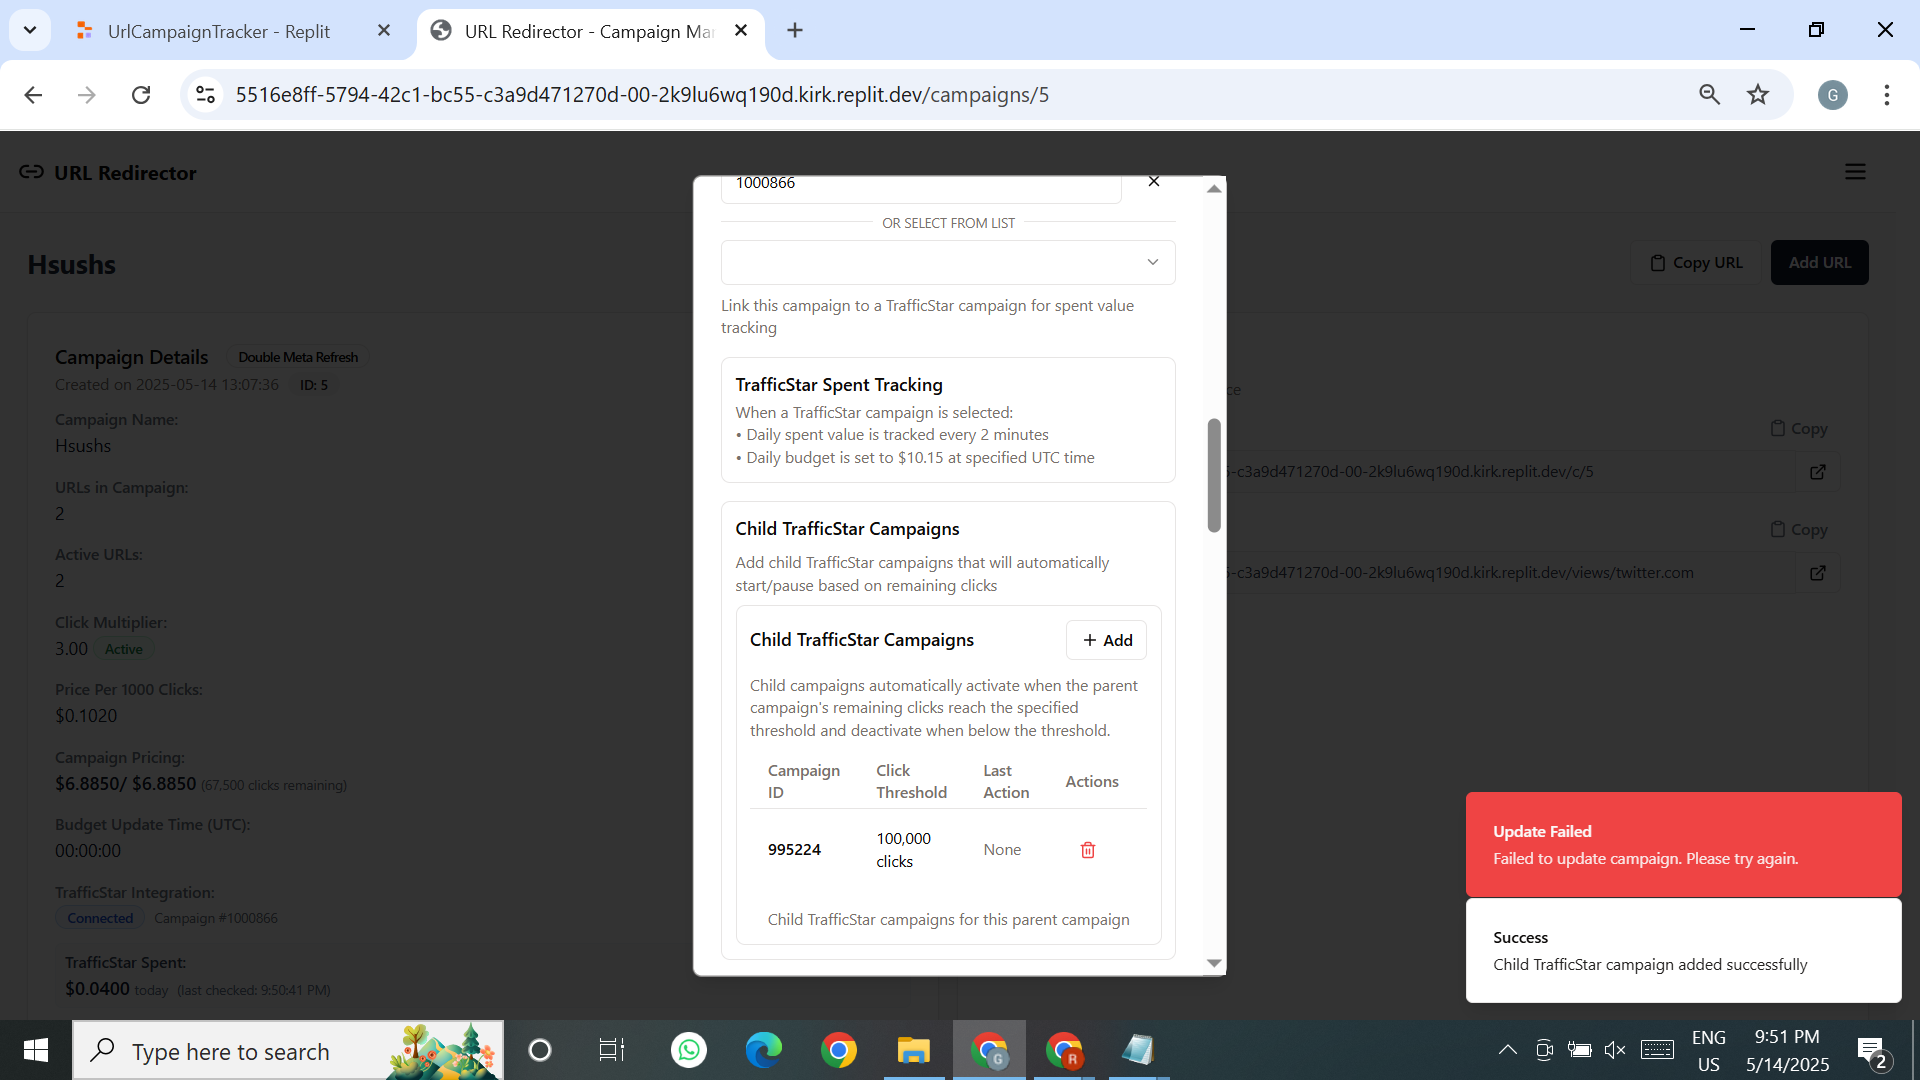 UrlCampaignTracker - Replit
URL Redirector - Campaign Ma
5516e8ff-5794-42c1-bc55-c3a9d471270d-00-2k9lu6wq190d.kirk.replit.dev/campaigns/5
G
URL Redirector
Hsushs
Copy URL
Add URL
Campaign Details
Double Meta Refresh
Created on 2025-05-14 13:07:36
ID: 5
Campaign Name:
Hsushs
URLs in Campaign:
2
Active URLs:
2
Click Multiplier:
3.00
Active
Price Per 1000 Clicks:
$0.1020
Campaign Pricing:
$6.8850/ $6.8850 (67,500 clicks remaining)
Budget Update Time (UTC):
00:00:00
TrafficStar Integration:
Connected
Campaign #1000866
TrafficStar Spent:
$0.0400 today (last checked: 9:50:41 PM)
1000866
OR SELECT FROM LIST
Link this campaign to a TrafficStar campaign for spent value
tracking
TrafficStar Spent Tracking
When a TrafficStar campaign is selected:
• Daily spent value is tracked every 2 minutes
• Daily budget is set to $10.15 at specified UTC time
Child TrafficStar Campaigns
Add child TrafficStar campaigns that will automatically
start/pause based on remaining clicks
Child TrafficStar Campaigns
+ Add
Child campaigns automatically activate when the parent
campaign's remaining clicks reach the specified
threshold and deactivate when below the threshold.
Campaign ID
Click Threshold
Last Action
Actions
995224
100,000 clicks
None
Child TrafficStar campaigns for this parent campaign
ce
Copy
-c3a9d471270d-00-2k9lu6wq190d.kirk.replit.dev/c/5
Copy
-c3a9d471270d-00-2k9lu6wq190d.kirk.replit.dev/views/twitter.com
Update Failed
Failed to update campaign. Please try again.
Success
Child TrafficStar campaign added successfully
Type here to search
G
R
ENG
US
9:51 PM
5/14/2025
2